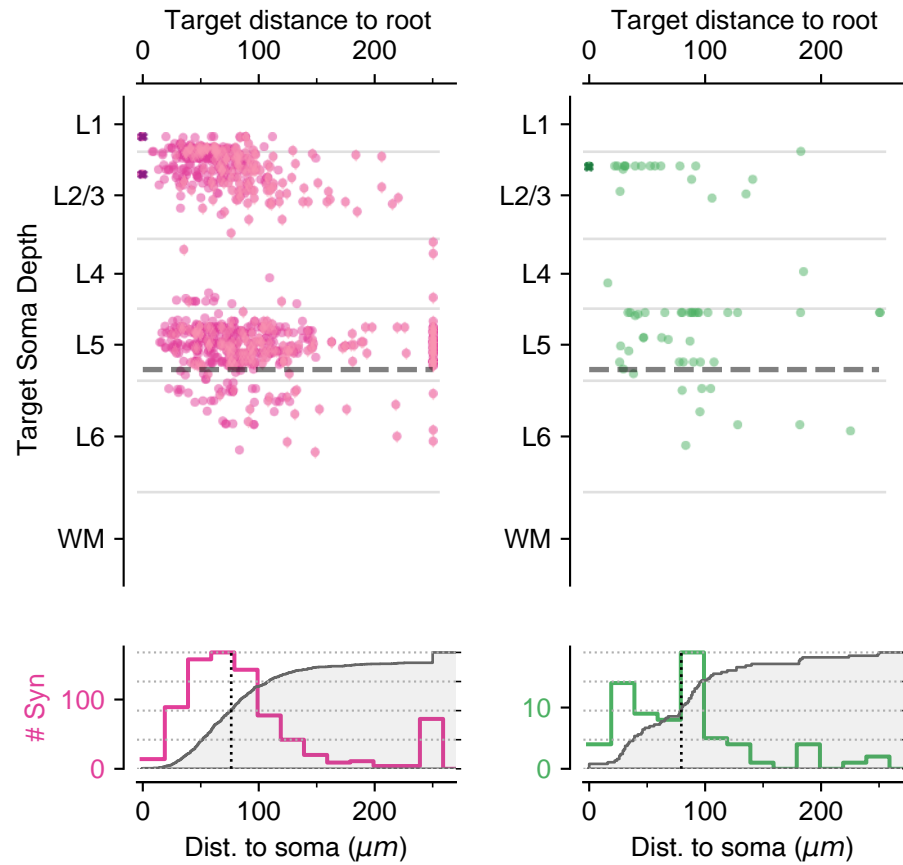 Target distance to root
0 100 200
Target distance to root
0 100 200
Target Soma Depth
L1
L2/3
L4
L5
L6
WM
L1
L2/3
L4
L5
L6
WM
# Syn
100
0
10
0
0 100 200
0 100 200
Dist. to soma (μm)
Dist. to soma (μm)